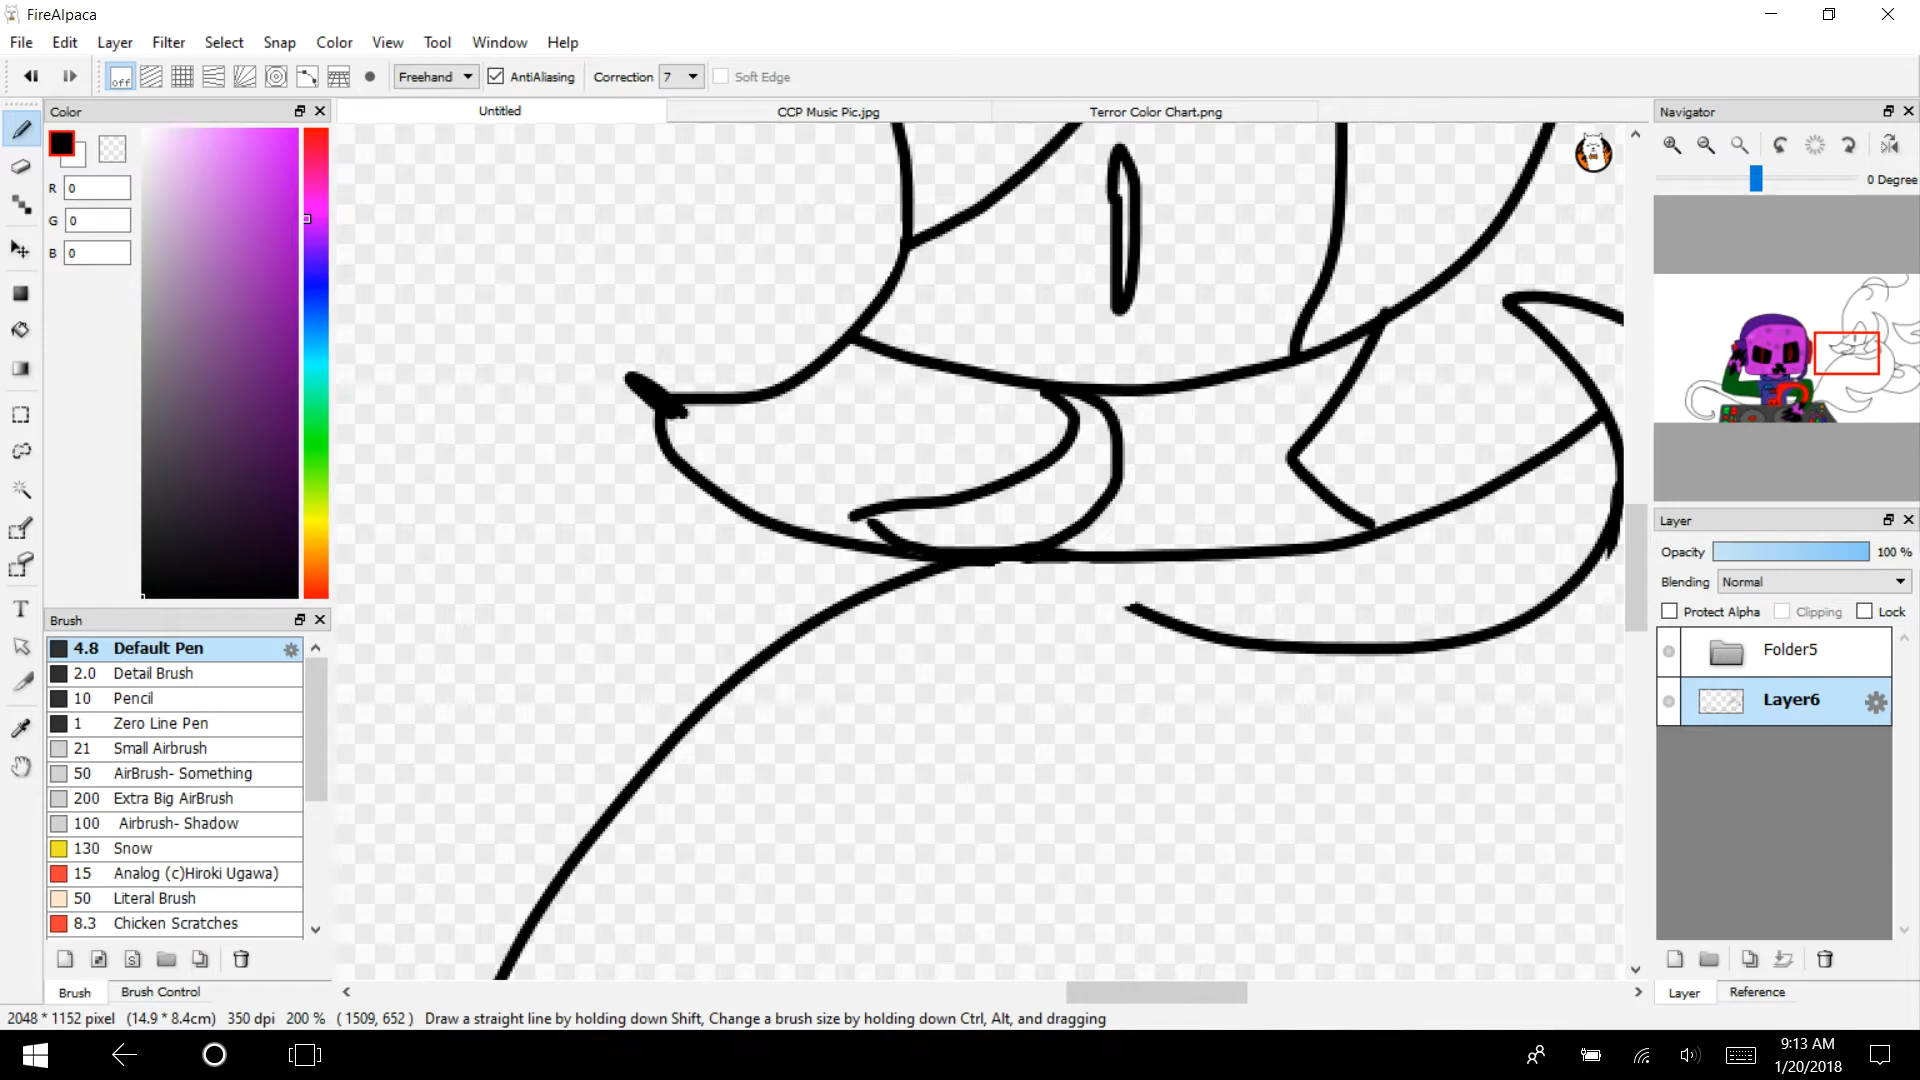 FireAlpaca
File Edit Layer Filter Select Snap Color View Tool Window Help
off Freehand AntiAliasing Correction 7 Soft Edge
Color Untitled CCP Music Pic.jpg Terror Color Chart.png Navigator
R 0
G 0
B 0
0 Degree
Layer
Opacity 100 %
Blending Normal
Protect Alpha Clipping Lock
Folder5
Layer6
Brush
4.8 Default Pen
2.0 Detail Brush
10 Pencil
1 Zero Line Pen
21 Small Airbrush
50 AirBrush- Something
200 Extra Big AirBrush
100 Airbrush- Shadow
130 Snow
15 Analog (c)Hiroki Ugawa)
50 Literal Brush
8.3 Chicken Scratches
S
Brush Brush Control
Layer Reference
2048 * 1152 pixel (14.9 * 8.4cm) 350 dpi 200 % ( 1509, 652 ) Draw a straight line by holding down Shift, Change a brush size by holding down Ctrl, Alt, and dragging
9:13 AM
1/20/2018